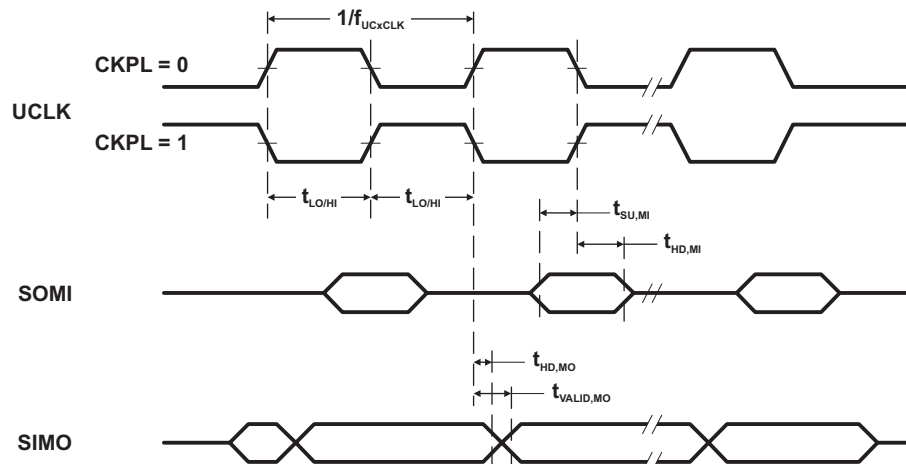 1/fUCxCLK
CKPL = 0
UCLK
CKPL = 1
tLO/HI tLO/HI
tSU,MI
tHD,MI
SOMI
tHD,MO
tVALID,MO
SIMO